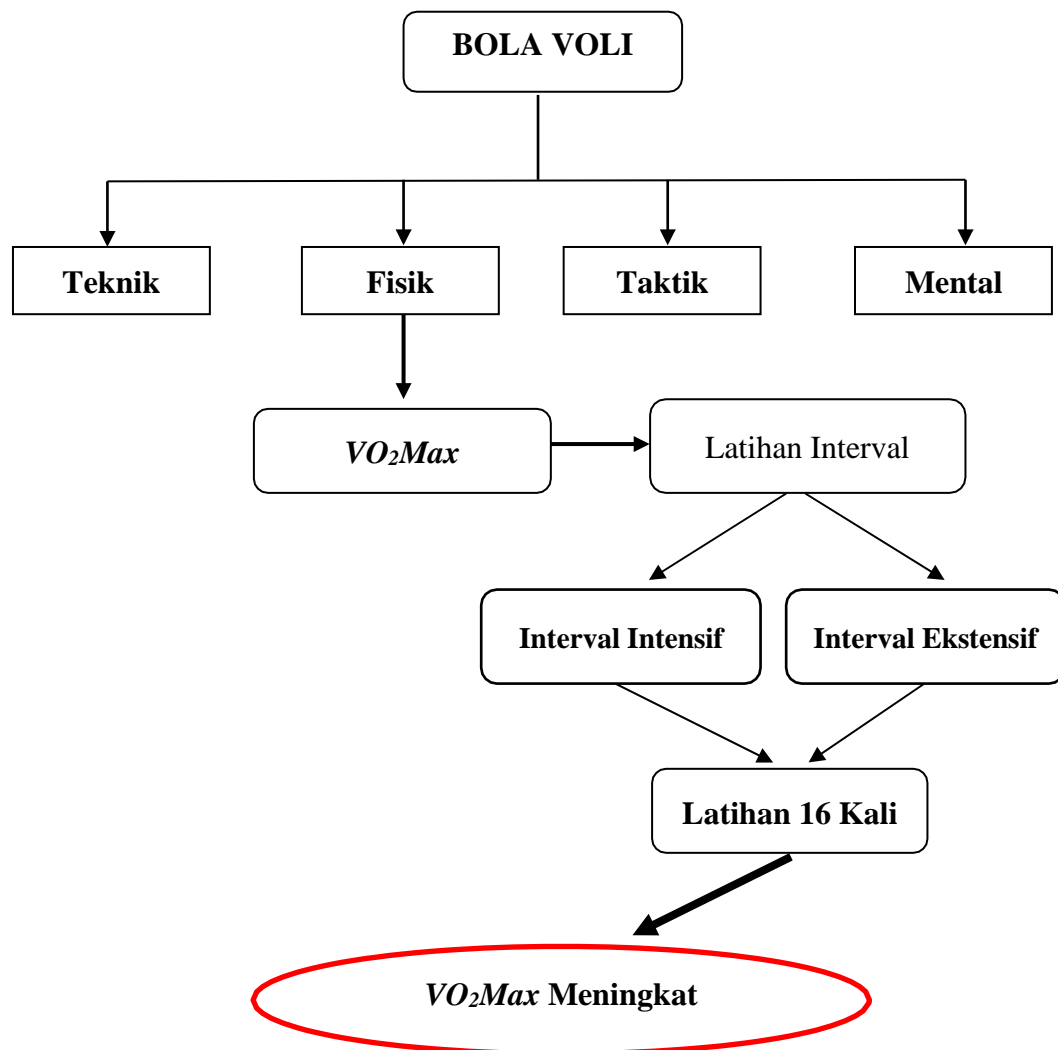 BOLA VOLI
Teknik
Fisik
Taktik
Mental
VO₂Max
Latihan Interval
Interval Intensif
Interval Ekstensif
Latihan 16 Kali
VO₂Max Meningkat